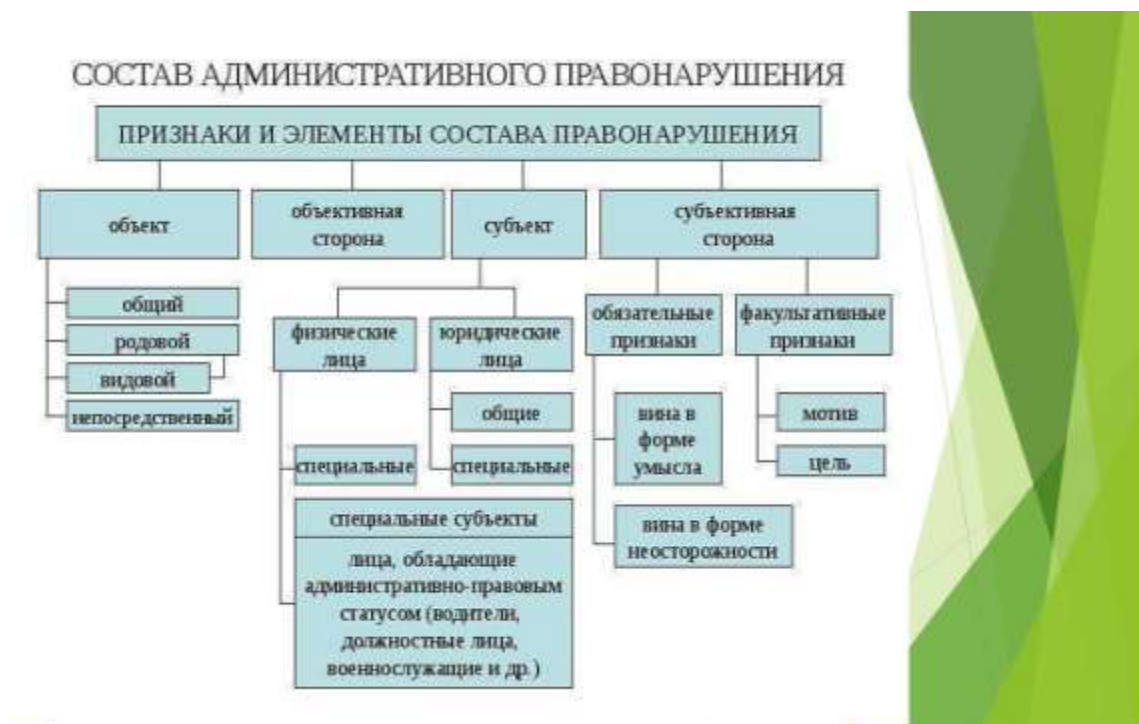 СОСТАВ АДМИНИСТРАТИВНОГО ПРАВОНАРУШЕНИЯ
ПРИЗНАКИ И ЭЛЕМЕНТЫ СОСТАВА ПРАВОНАРУШЕНИЯ
объект
объективная
сторона
субъект
субъективная
сторона
общий
родовой
видовой
непосредственный
физические
лица
юридические
лица
общие
специальные
специальные
специальные субъекты
лица, обладающие
административно-правовым
статусом (водители,
должностные лица,
военнослужащие и др.)
обязательные
признаки
факультативные
признаки
вина в
форме
умысла
вина в форме
неосторожности
мотив
цель